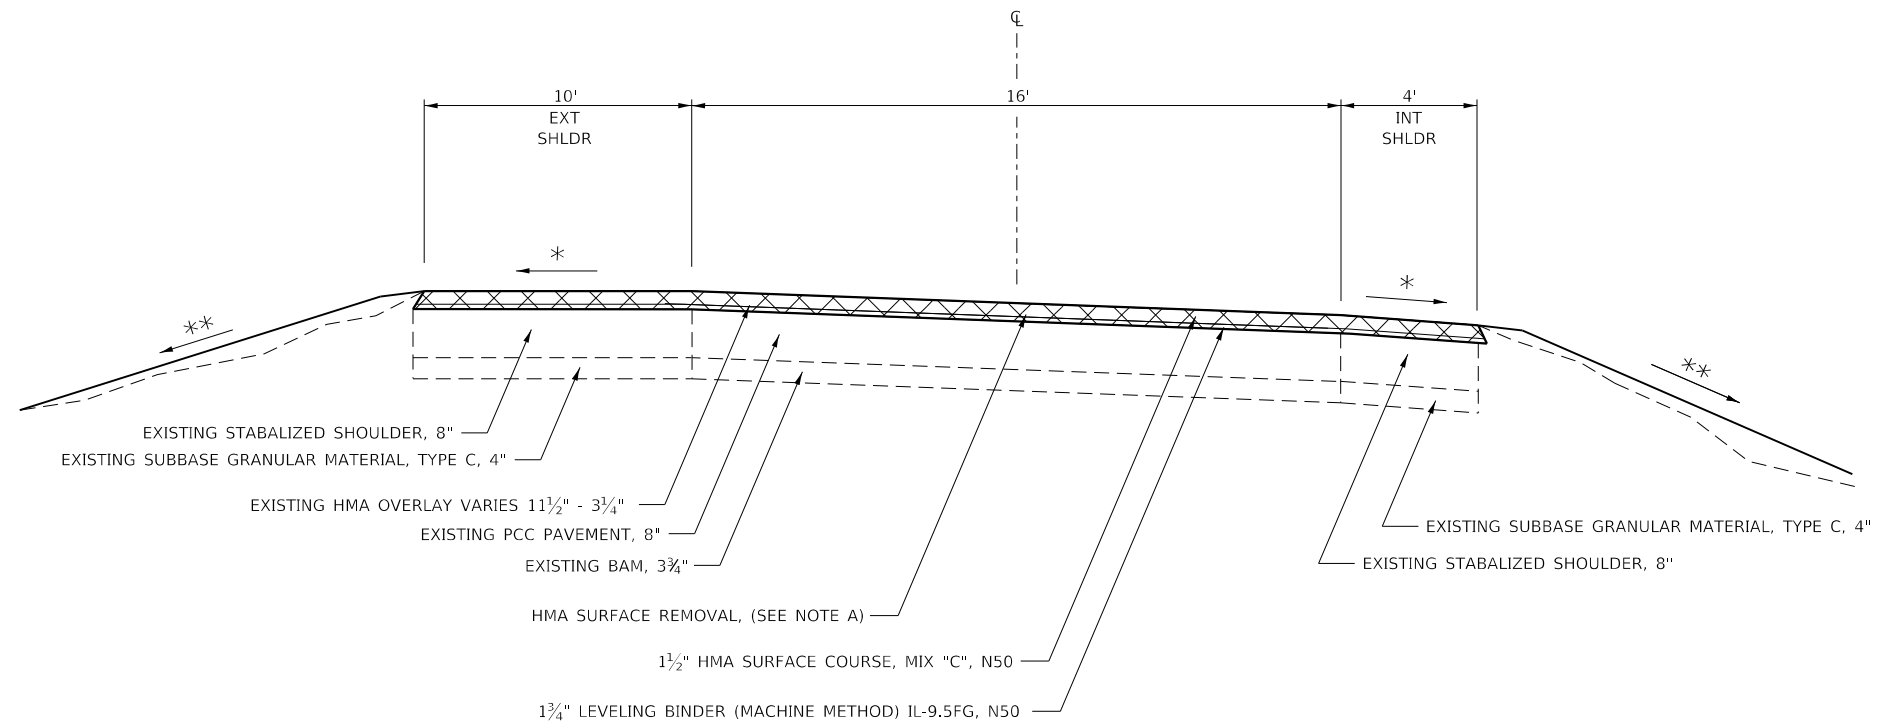 ℄
10'
EXT
SHLDR
16'
4'
INT
SHLDR
*
*
**
**
EXISTING STABALIZED SHOULDER, 8"
EXISTING SUBBASE GRANULAR MATERIAL, TYPE C, 4"
EXISTING HMA OVERLAY VARIES 11½" - 3¼"
EXISTING PCC PAVEMENT, 8"
EXISTING BAM, 3¾"
HMA SURFACE REMOVAL, (SEE NOTE A)
1½" HMA SURFACE COURSE, MIX "C", N50
1¾" LEVELING BINDER (MACHINE METHOD) IL-9.5FG, N50
EXISTING SUBBASE GRANULAR MATERIAL, TYPE C, 4"
EXISTING STABALIZED SHOULDER, 8"